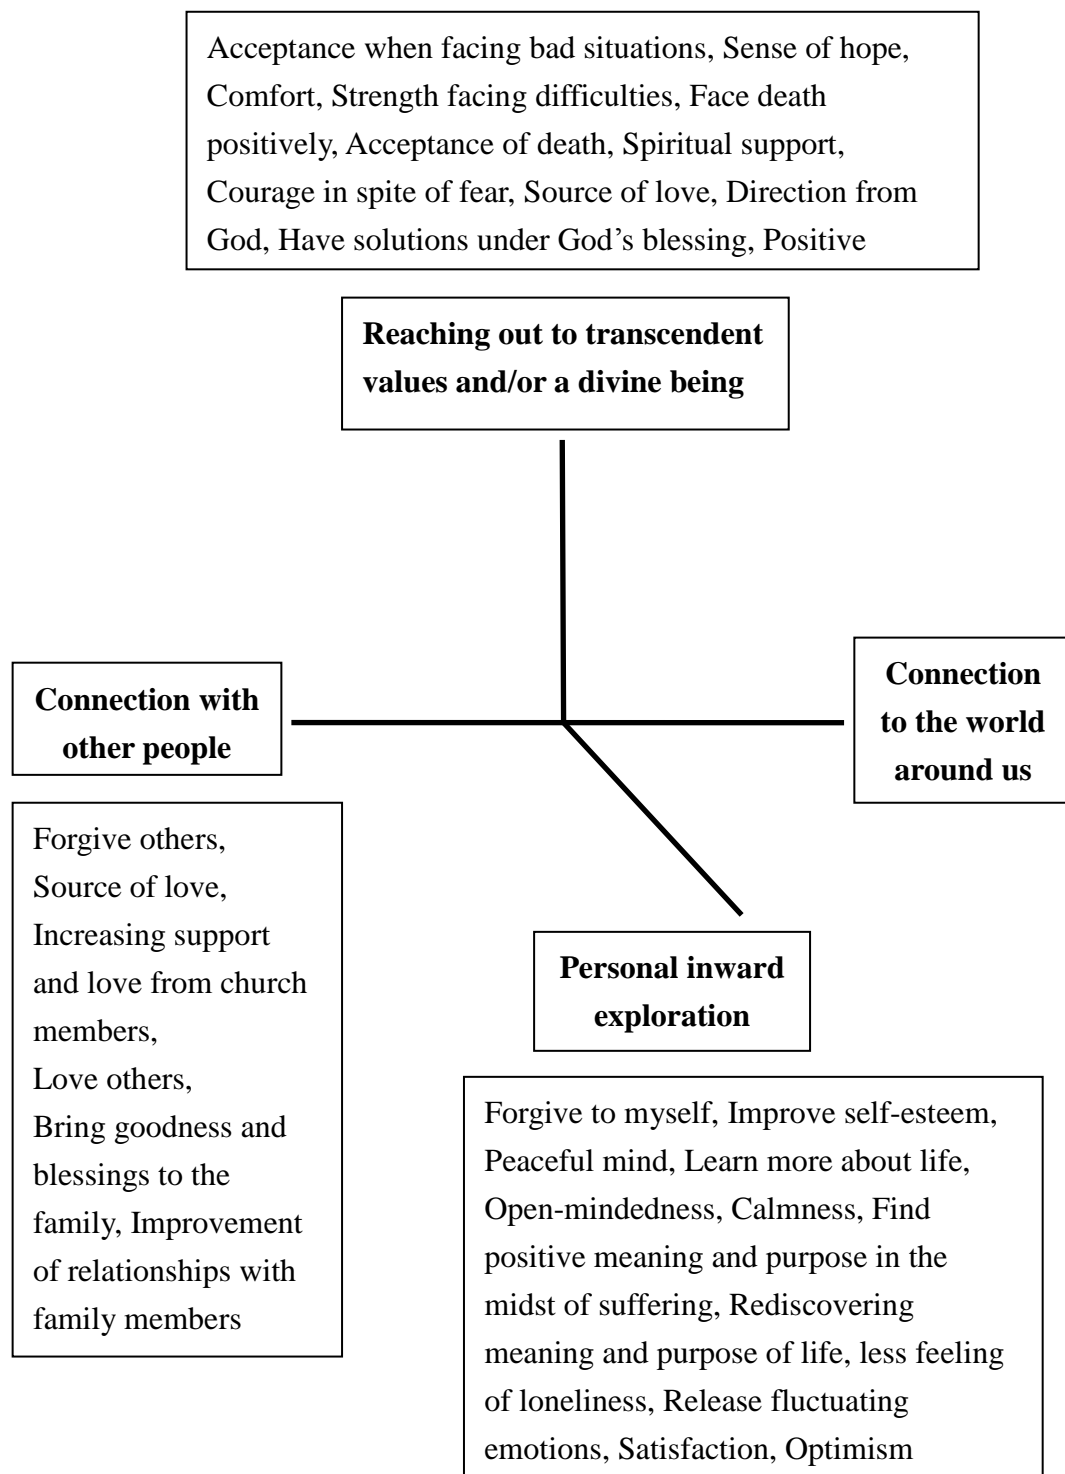 Acceptance when facing bad situations, Sense of hope,
Comfort, Strength facing difficulties, Face death
positively, Acceptance of death, Spiritual support,
Courage in spite of fear, Source of love, Direction from
God, Have solutions under God’s blessing, Positive
Reaching out to transcendent
values and/or a divine being
Connection with
other people
Connection
to the world
around us
Forgive others,
Source of love,
Increasing support
and love from church
members,
Love others,
Bring goodness and
blessings to the
family, Improvement
of relationships with
family members
Personal inward
exploration
Forgive to myself, Improve self-esteem,
Peaceful mind, Learn more about life,
Open-mindedness, Calmness, Find
positive meaning and purpose in the
midst of suffering, Rediscovering
meaning and purpose of life, less feeling
of loneliness, Release fluctuating
emotions, Satisfaction, Optimism